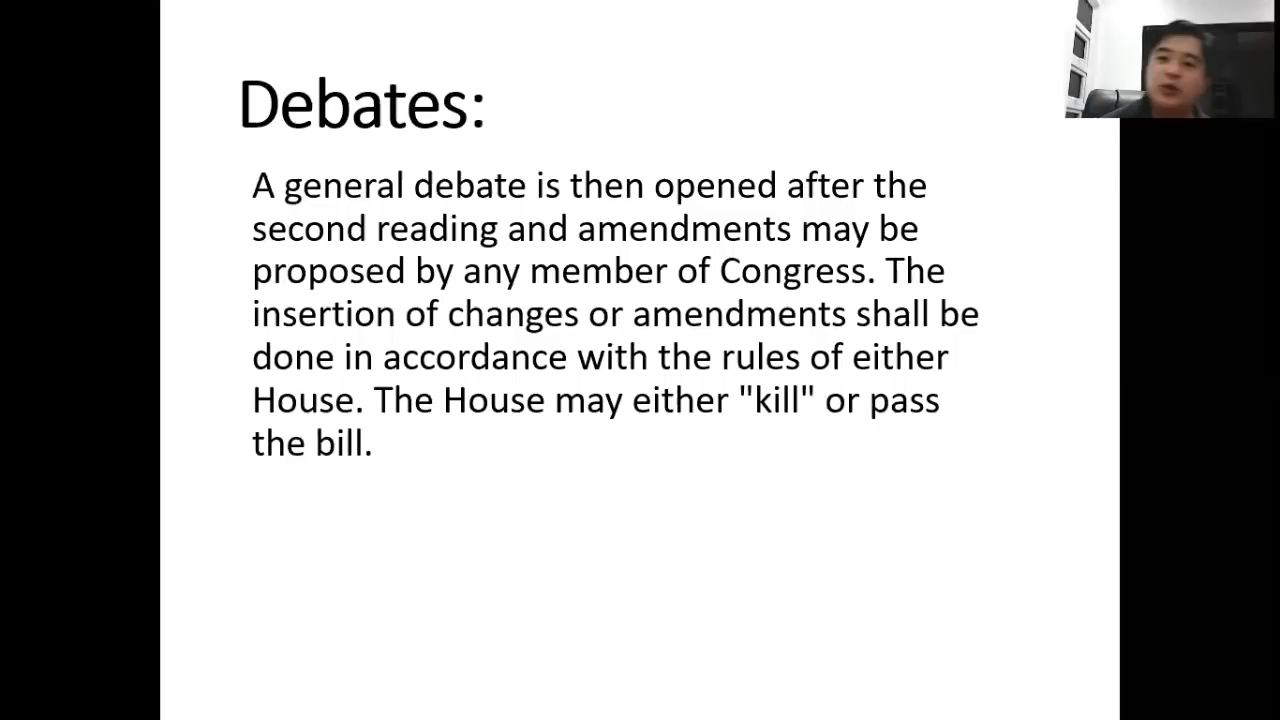 Debates:
A general debate is then opened after the
second reading and amendments may be
proposed by any member of Congress. The
insertion of changes or amendments shall be
done in accordance with the rules of either
House. The House may either "kill" or pass
the bill.